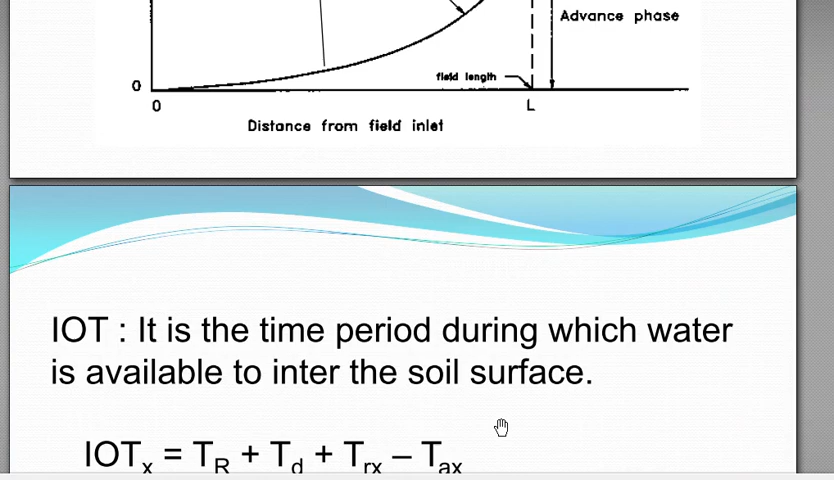 Advance phase
field length
0
0
L
Distance from field inlet
IOT : It is the time period during which water
is available to inter the soil surface.
IOTx = TR + Td + Trx – Tax